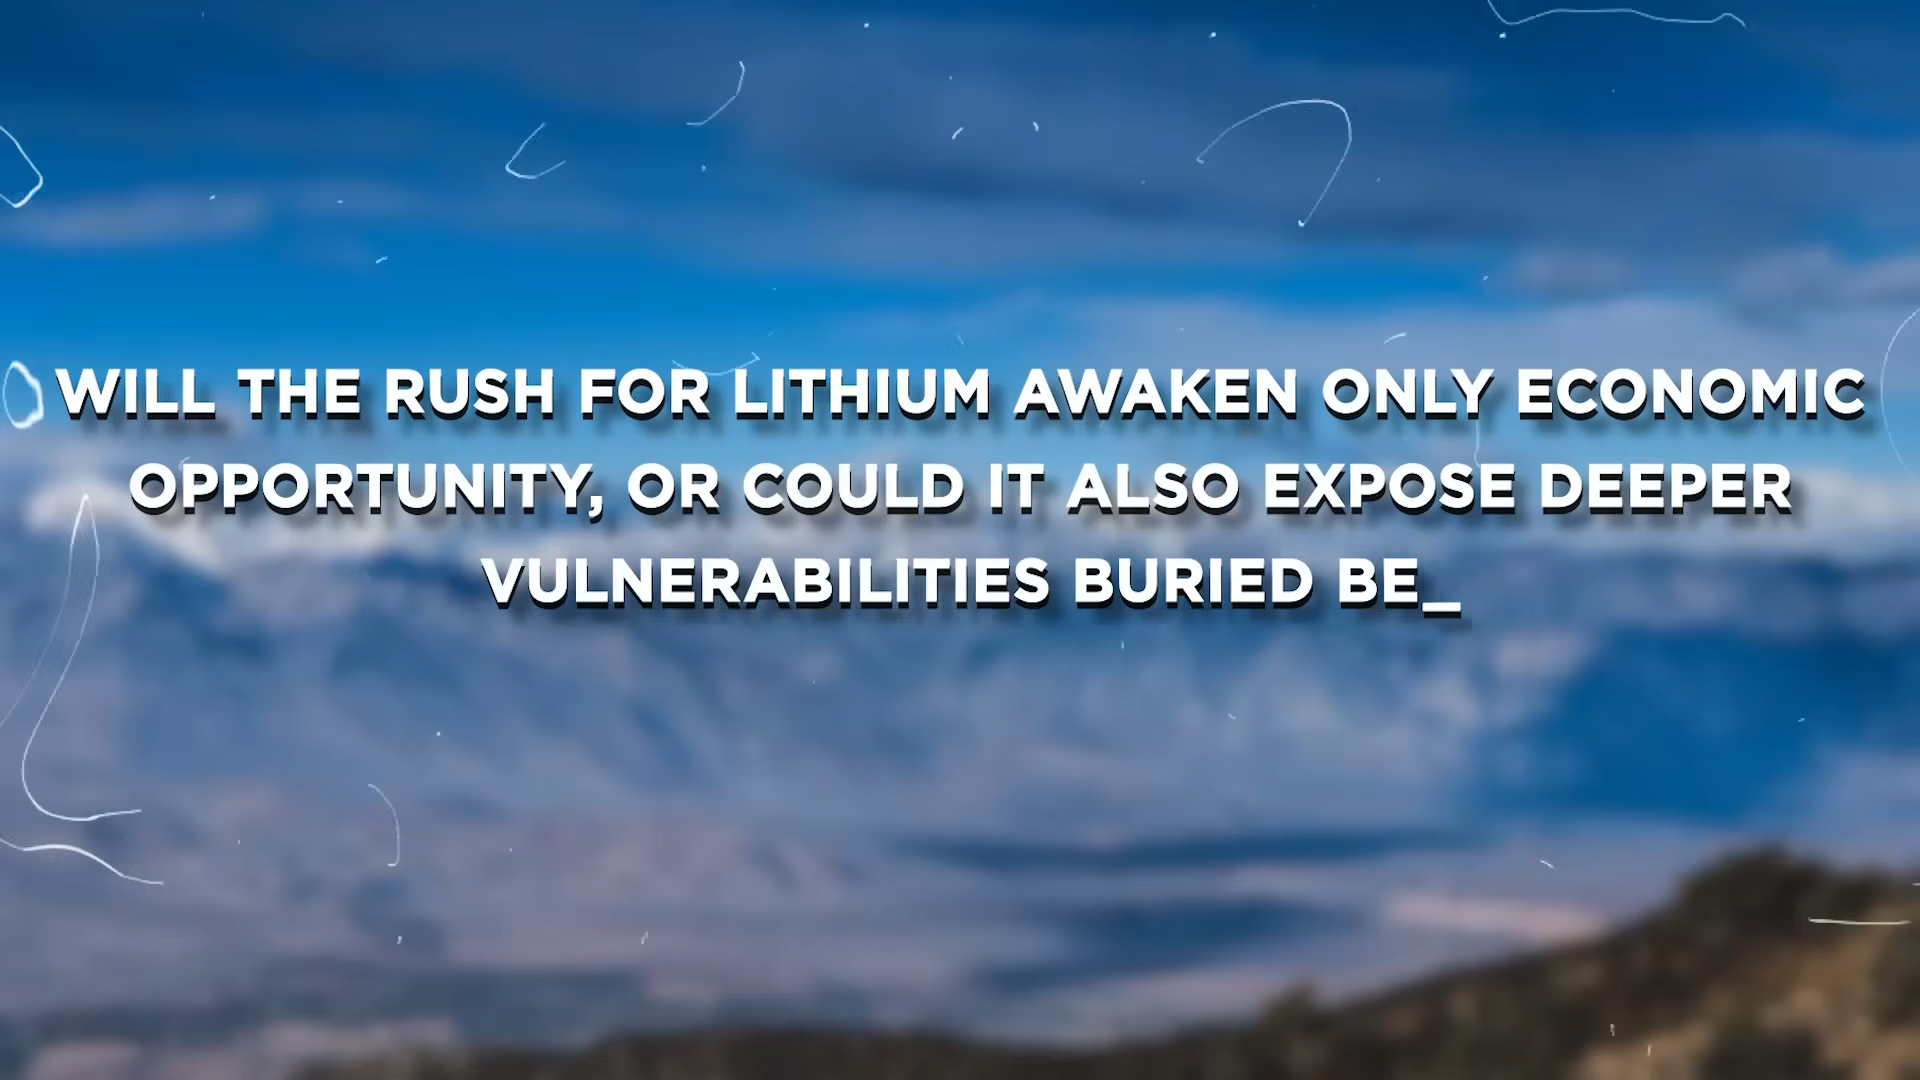 WILL THE RUSH FOR LITHIUM AWAKEN ONLY ECONOMIC
OPPORTUNITY, OR COULD IT ALSO EXPOSE DEEPER
VULNERABILITIES BURIED BE_